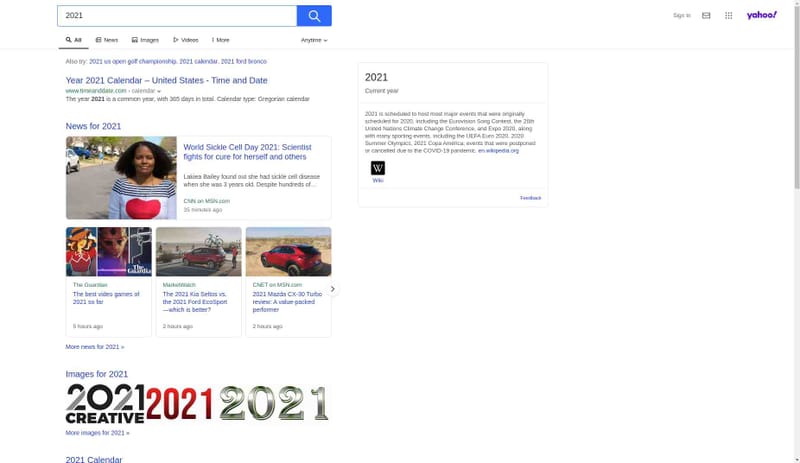 2021
Sign in
yahoo!
All
News
Images
Videos
More
Anytime
Also try: 2021 us open golf championship, 2021 calendar, 2021 ford bronco
Year 2021 Calendar – United States - Time and Date
www.timeanddate.com › calendar
The year 2021 is a common year, with 365 days in total. Calendar type: Gregorian calendar
News for 2021
World Sickle Cell Day 2021: Scientist
fights for cure for herself and others
Lakiea Bailey found out she had sickle cell disease
when she was 3 years old. Despite hundreds of...
CNN on MSN.com
35 minutes ago
The
Guardia
The Guardian
The best video games of
2021 so far
5 hours ago
MarketWatch
The 2021 Kia Seltos vs.
the 2021 Ford EcoSport
—which is better?
2 hours ago
CNET on MSN.com
2021 Mazda CX-30 Turbo
review: A value-packed
performer
2 hours ago
More news for 2021 »
Images for 2021
2021
CREATIVE
2021
2021
More images for 2021 »
2021 Calendar
2021
Current year
2021 is scheduled to host most major events that were originally
scheduled for 2020, including the Eurovision Song Contest, the 26th
United Nations Climate Change Conference, and Expo 2020, along
with many sporting events, including the UEFA Euro 2020, 2020
Summer Olympics, 2021 Copa América; events that were postponed
or cancelled due to the COVID-19 pandemic. en.wikipedia.org
W
Wiki
Feedback